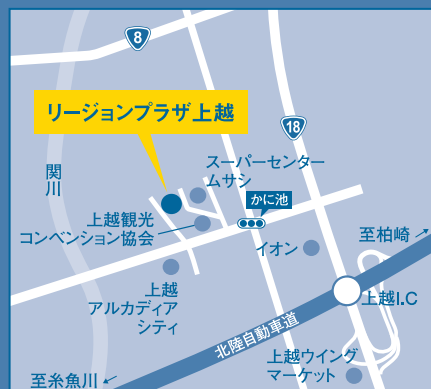 8
リージョンプラザ上越
18
関川
スーパーセンター
ムサシ
かに池
上越観光
コンベンション協会
イオン
至柏崎
上越
アルカディア
シティ
上越I.C
北陸自動車道
上越ウイング
マーケット
至糸魚川